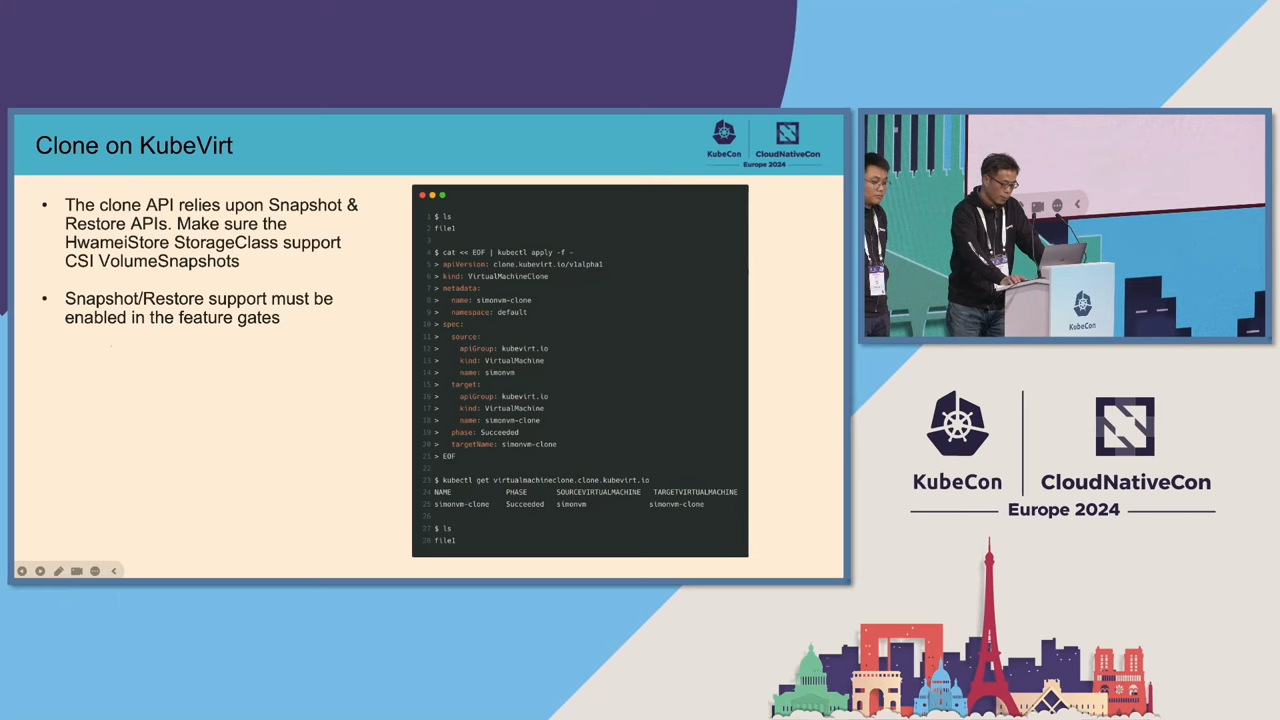 Clone on KubeVirt
KubeCon
CloudNativeCon
Europe 2024
• The clone API relies upon Snapshot &
Restore APIs. Make sure the
HwameiStore StorageClass support
CSI VolumeSnapshots
• Snapshot/Restore support must be
enabled in the feature gates
1 $ ls
2 file1
3
4 $ cat << EOF | kubectl apply -f -
5 > apiVersion: clone.kubevirt.io/v1alpha1
6 > kind: VirtualMachineClone
7 > metadata:
8 >   name: simonvm-clone
9 >   namespace: default
10 > spec:
11 >   source:
12 >     apiGroup: kubevirt.io
13 >     kind: VirtualMachine
14 >     name: simonvm
15 >   target:
16 >     apiGroup: kubevirt.io
17 >     kind: VirtualMachine
18 >     name: simonvm-clone
19 >   phase: Succeeded
20 >   targetName: simonvm-clone
21 > EOF
22
23 $ kubectl get virtualmachineclone.clone.kubevirt.io
24 NAME PHASE SOURCEVIRTUALMACHINE TARGETVIRTUALMACHINE
25 simonvm-clone Succeeded simonvm simonvm-clone
26
27 $ ls
28 file1
KubeCon
KubeCon
CloudNativeCon
Europe 2024